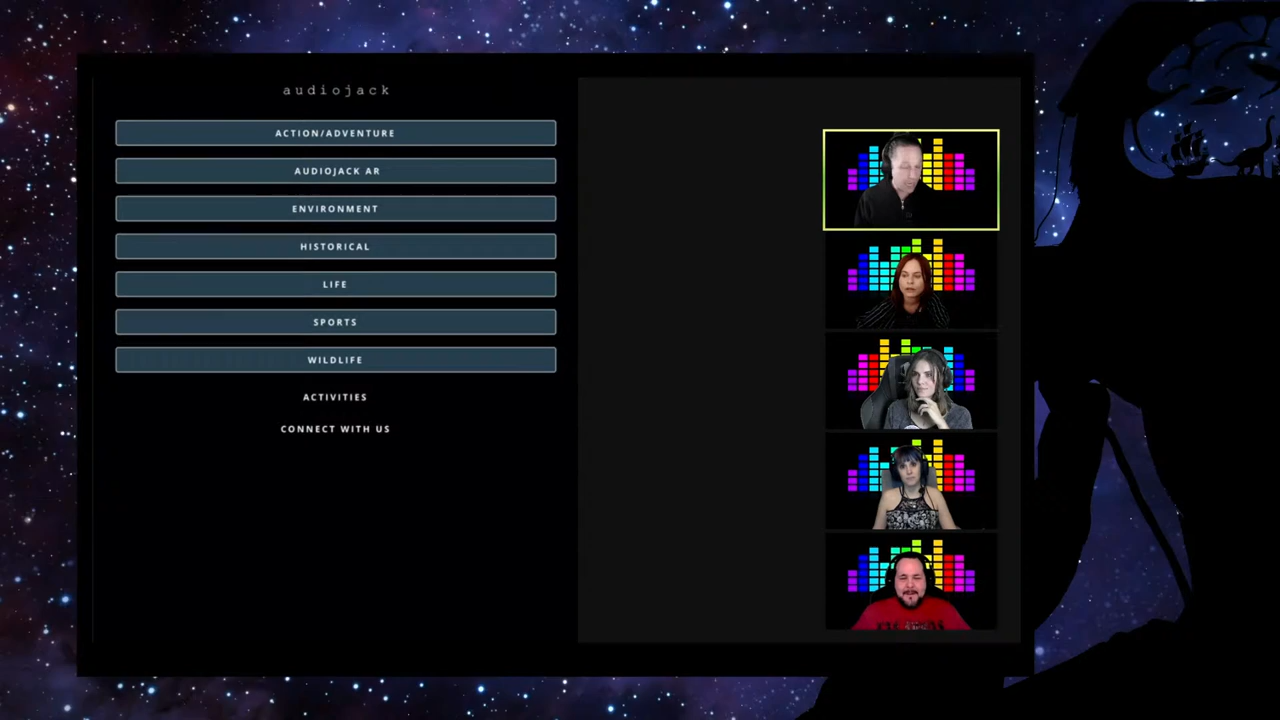 audiojack
ACTION/ADVENTURE
AUDIOJACK AR
ENVIRONMENT
HISTORICAL
LIFE
SPORTS
WILDLIFE
ACTIVITIES
CONNECT WITH US